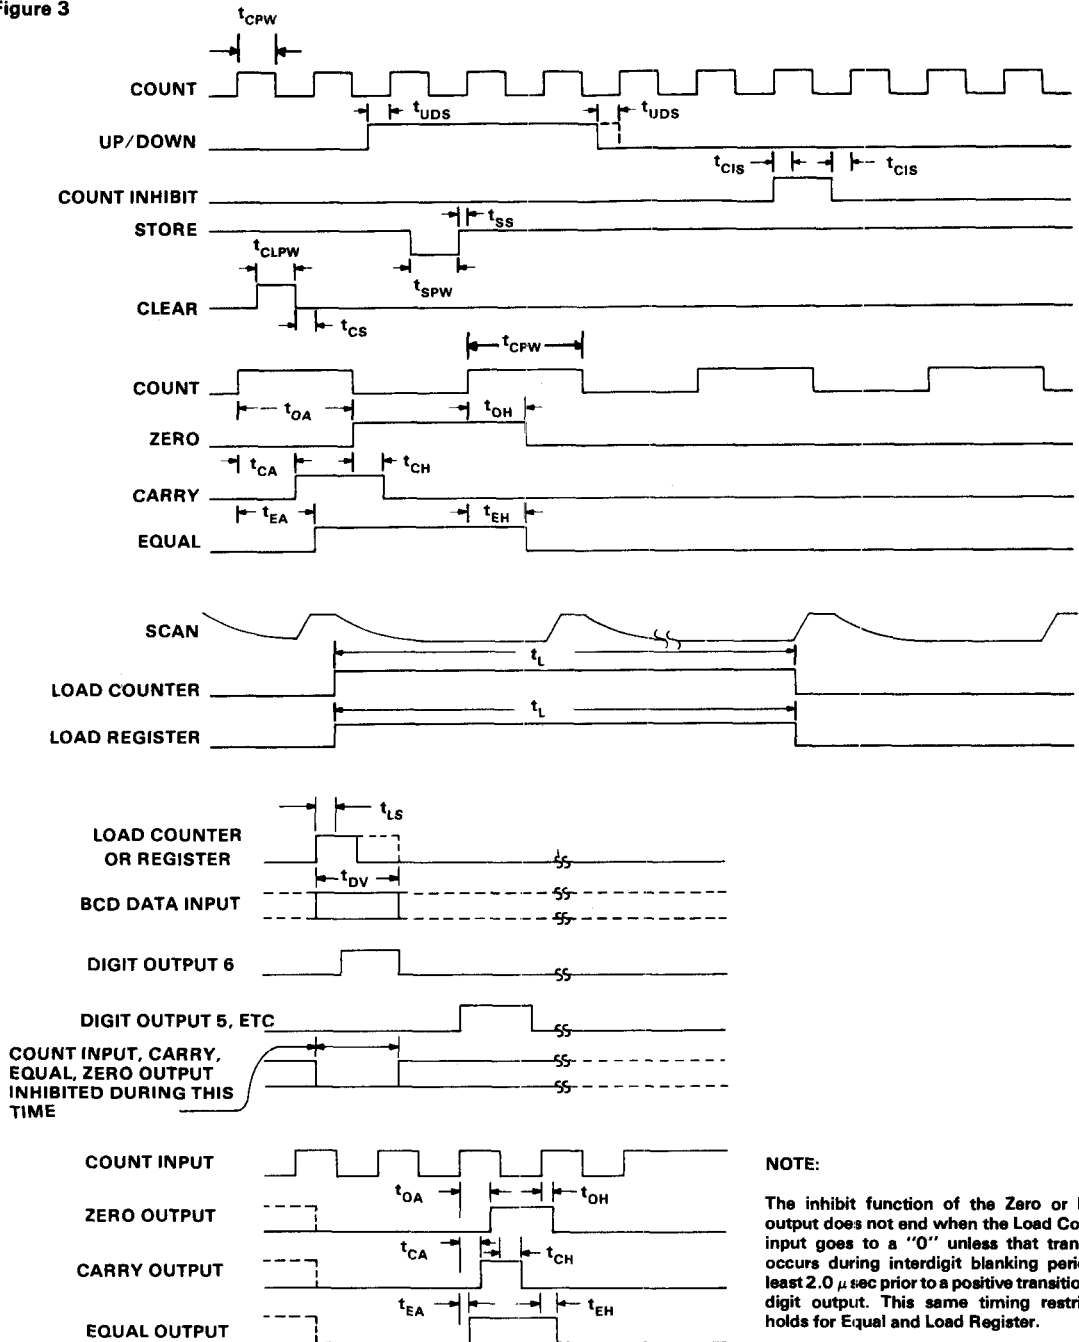 Figure 3
tCPW
COUNT
tUDS
tUDS
UP/DOWN
tCIS
tCIS
COUNT INHIBIT
tSS
STORE
tCLPW
tSPW
CLEAR
tCS
tCPW
COUNT
tOA
tOH
ZERO
tCA
tCH
CARRY
tEA
tEH
EQUAL
SCAN
tL
LOAD COUNTER
tL
LOAD REGISTER
tLS
LOAD COUNTER
OR REGISTER
tDV
BCD DATA INPUT
DIGIT OUTPUT 6
DIGIT OUTPUT 5, ETC
COUNT INPUT, CARRY,
EQUAL, ZERO OUTPUT
INHIBITED DURING THIS
TIME
COUNT INPUT
tOA
tOH
ZERO OUTPUT
tCA
tCH
CARRY OUTPUT
tEA
tEH
EQUAL OUTPUT
NOTE:
The inhibit function of the Zero or
output does not end when the Load Co
input goes to a "0" unless that tran
occurs during interdigit blanking peri
least 2.0 μsec prior to a positive transitio
digit output. This same timing restri
holds for Equal and Load Register.